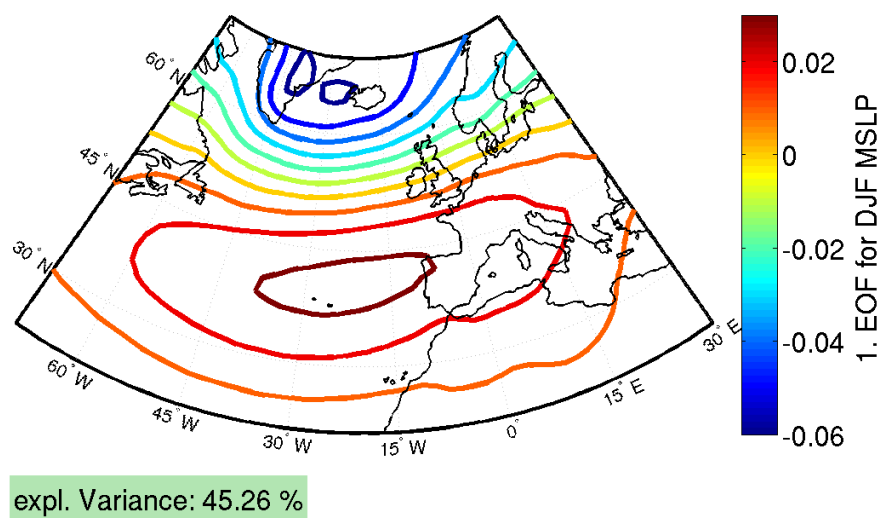 60°N
45°N
30°N
60°W
45°W
30°W
15°W
0°
15°E
30°E
0.02
0
-0.02
-0.04
-0.06
1. EOF for DJF MSLP
expl. Variance: 45.26 %